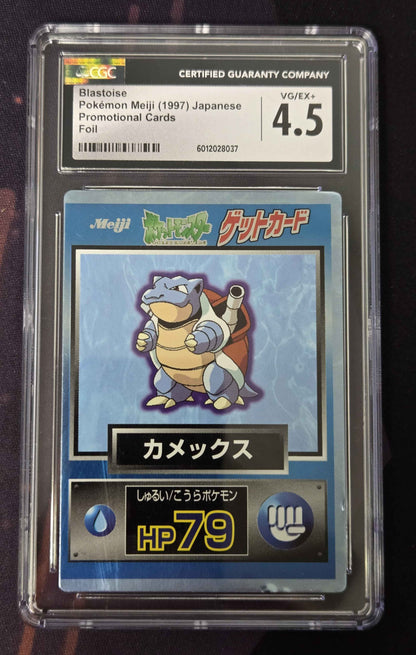 CGC
CERTIFIED GUARANTY COMPANY
Blastoise
Pokémon Meiji (1997) Japanese
Promotional Cards
Foil
VG/EX+
4.5
6012028037
Meiji
ポケットモンスター
ゲットカード
カメックス
しゅるい/こうらポケモン
HP79